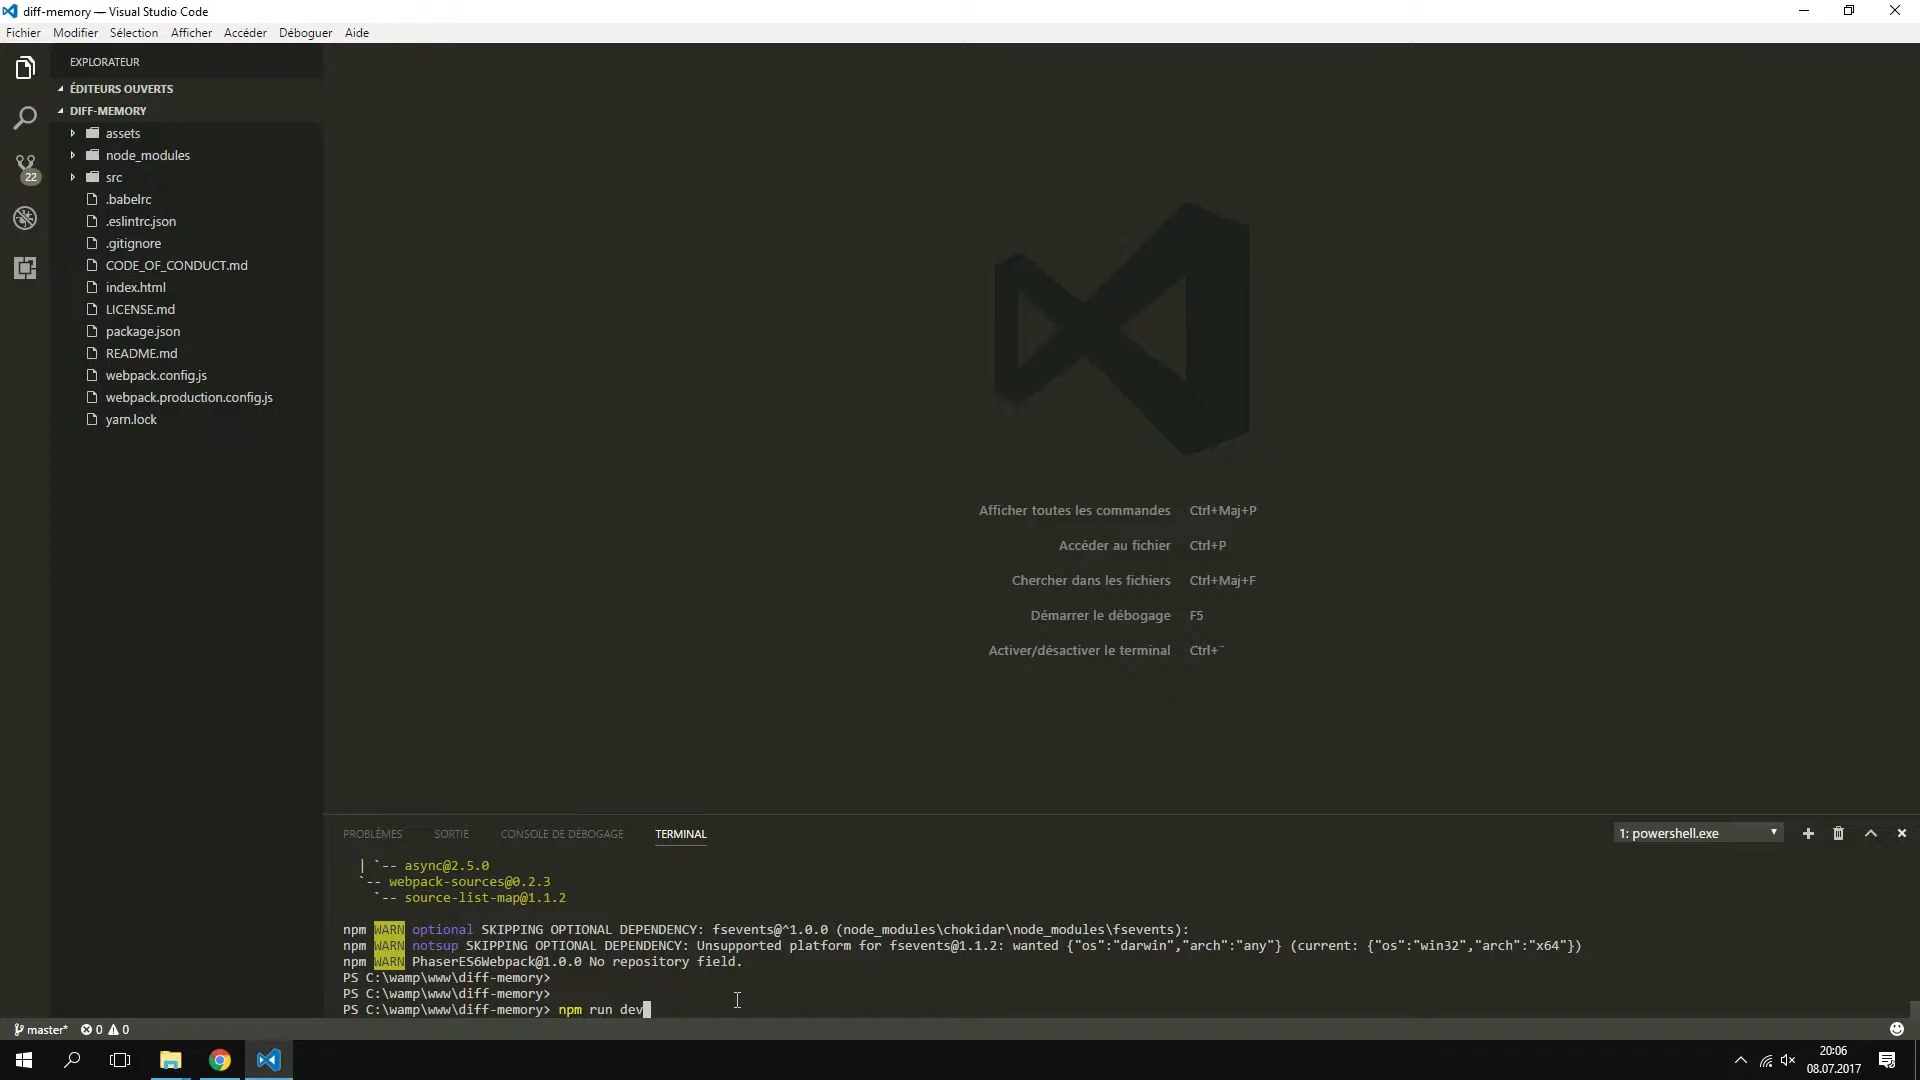 diff-memory — Visual Studio Code
Fichier Modifier Sélection Afficher Accéder Déboguer Aide
EXPLORATEUR
ÉDITEURS OUVERTS
DIFF-MEMORY
assets
node_modules
src
.babelrc
.eslintrc.json
.gitignore
CODE_OF_CONDUCT.md
index.html
LICENSE.md
package.json
README.md
webpack.config.js
webpack.production.config.js
yarn.lock
22
Afficher toutes les commandes Ctrl+Maj+P
Accéder au fichier Ctrl+P
Chercher dans les fichiers Ctrl+Maj+F
Démarrer le débogage F5
Activer/désactiver le terminal Ctrl+¨
PROBLÈMES SORTIE CONSOLE DE DÉBOGAGE TERMINAL 1: powershell.exe
| `-- async@2.5.0
`-- webpack-sources@0.2.3
`-- source-list-map@1.1.2
npm WARN optional SKIPPING OPTIONAL DEPENDENCY: fsevents@^1.0.0 (node_modules\chokidar\node_modules\fsevents):
npm WARN notsup SKIPPING OPTIONAL DEPENDENCY: Unsupported platform for fsevents@1.1.2: wanted {"os":"darwin","arch":"any"} (current: {"os":"win32","arch":"x64"})
npm WARN PhaserES6Webpack@1.0.0 No repository field.
PS C:\wamp\www\diff-memory>
PS C:\wamp\www\diff-memory>
PS C:\wamp\www\diff-memory> npm run dev
master* 0 0
20:06
08.07.2017